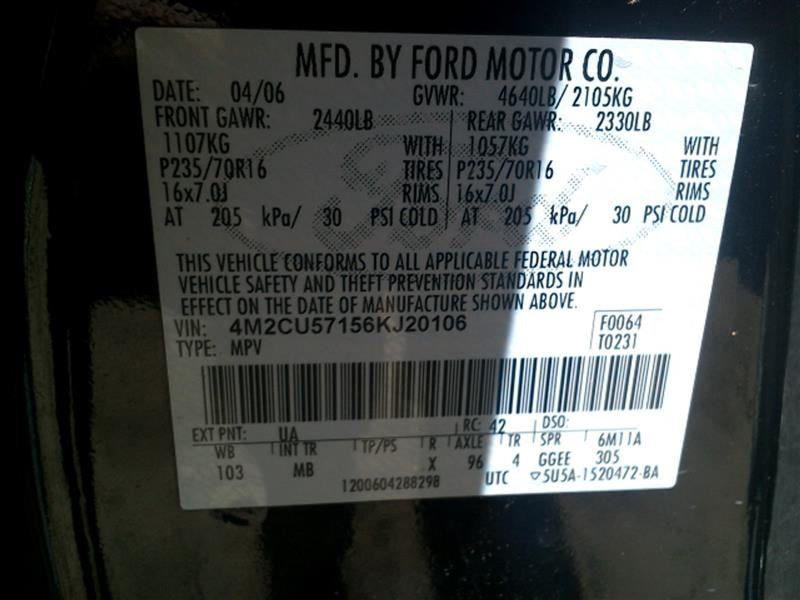 MFD. BY FORD MOTOR CO.
DATE: 04/06 GVWR: 4640LB/ 2105KG
FRONT GAWR: 2440LB REAR GAWR: 2330LB
1107KG WITH 1057KG WITH
P235/70R16 TIRES P235/70R16 TIRES
16x7.0J RIMS 16x7.0J RIMS
AT 205 kPa/ 30 PSI COLD AT 205 kPa/ 30 PSI COLD
THIS VEHICLE CONFORMS TO ALL APPLICABLE FEDERAL MOTOR
VEHICLE SAFETY AND THEFT PREVENTION STANDARDS IN
EFFECT ON THE DATE OF MANUFACTURE SHOWN ABOVE.
VIN: 4M2CU57156KJ20106 F0064
TYPE: MPV T0231
EXT PNT: UA RC: 42 DSO:
WB INT TR TP/PS R AXLE TR SPR 6M11A
103 MB X 96 4 GGEE 305
1200604288298 UTC ▽5U5A-1520472-BA